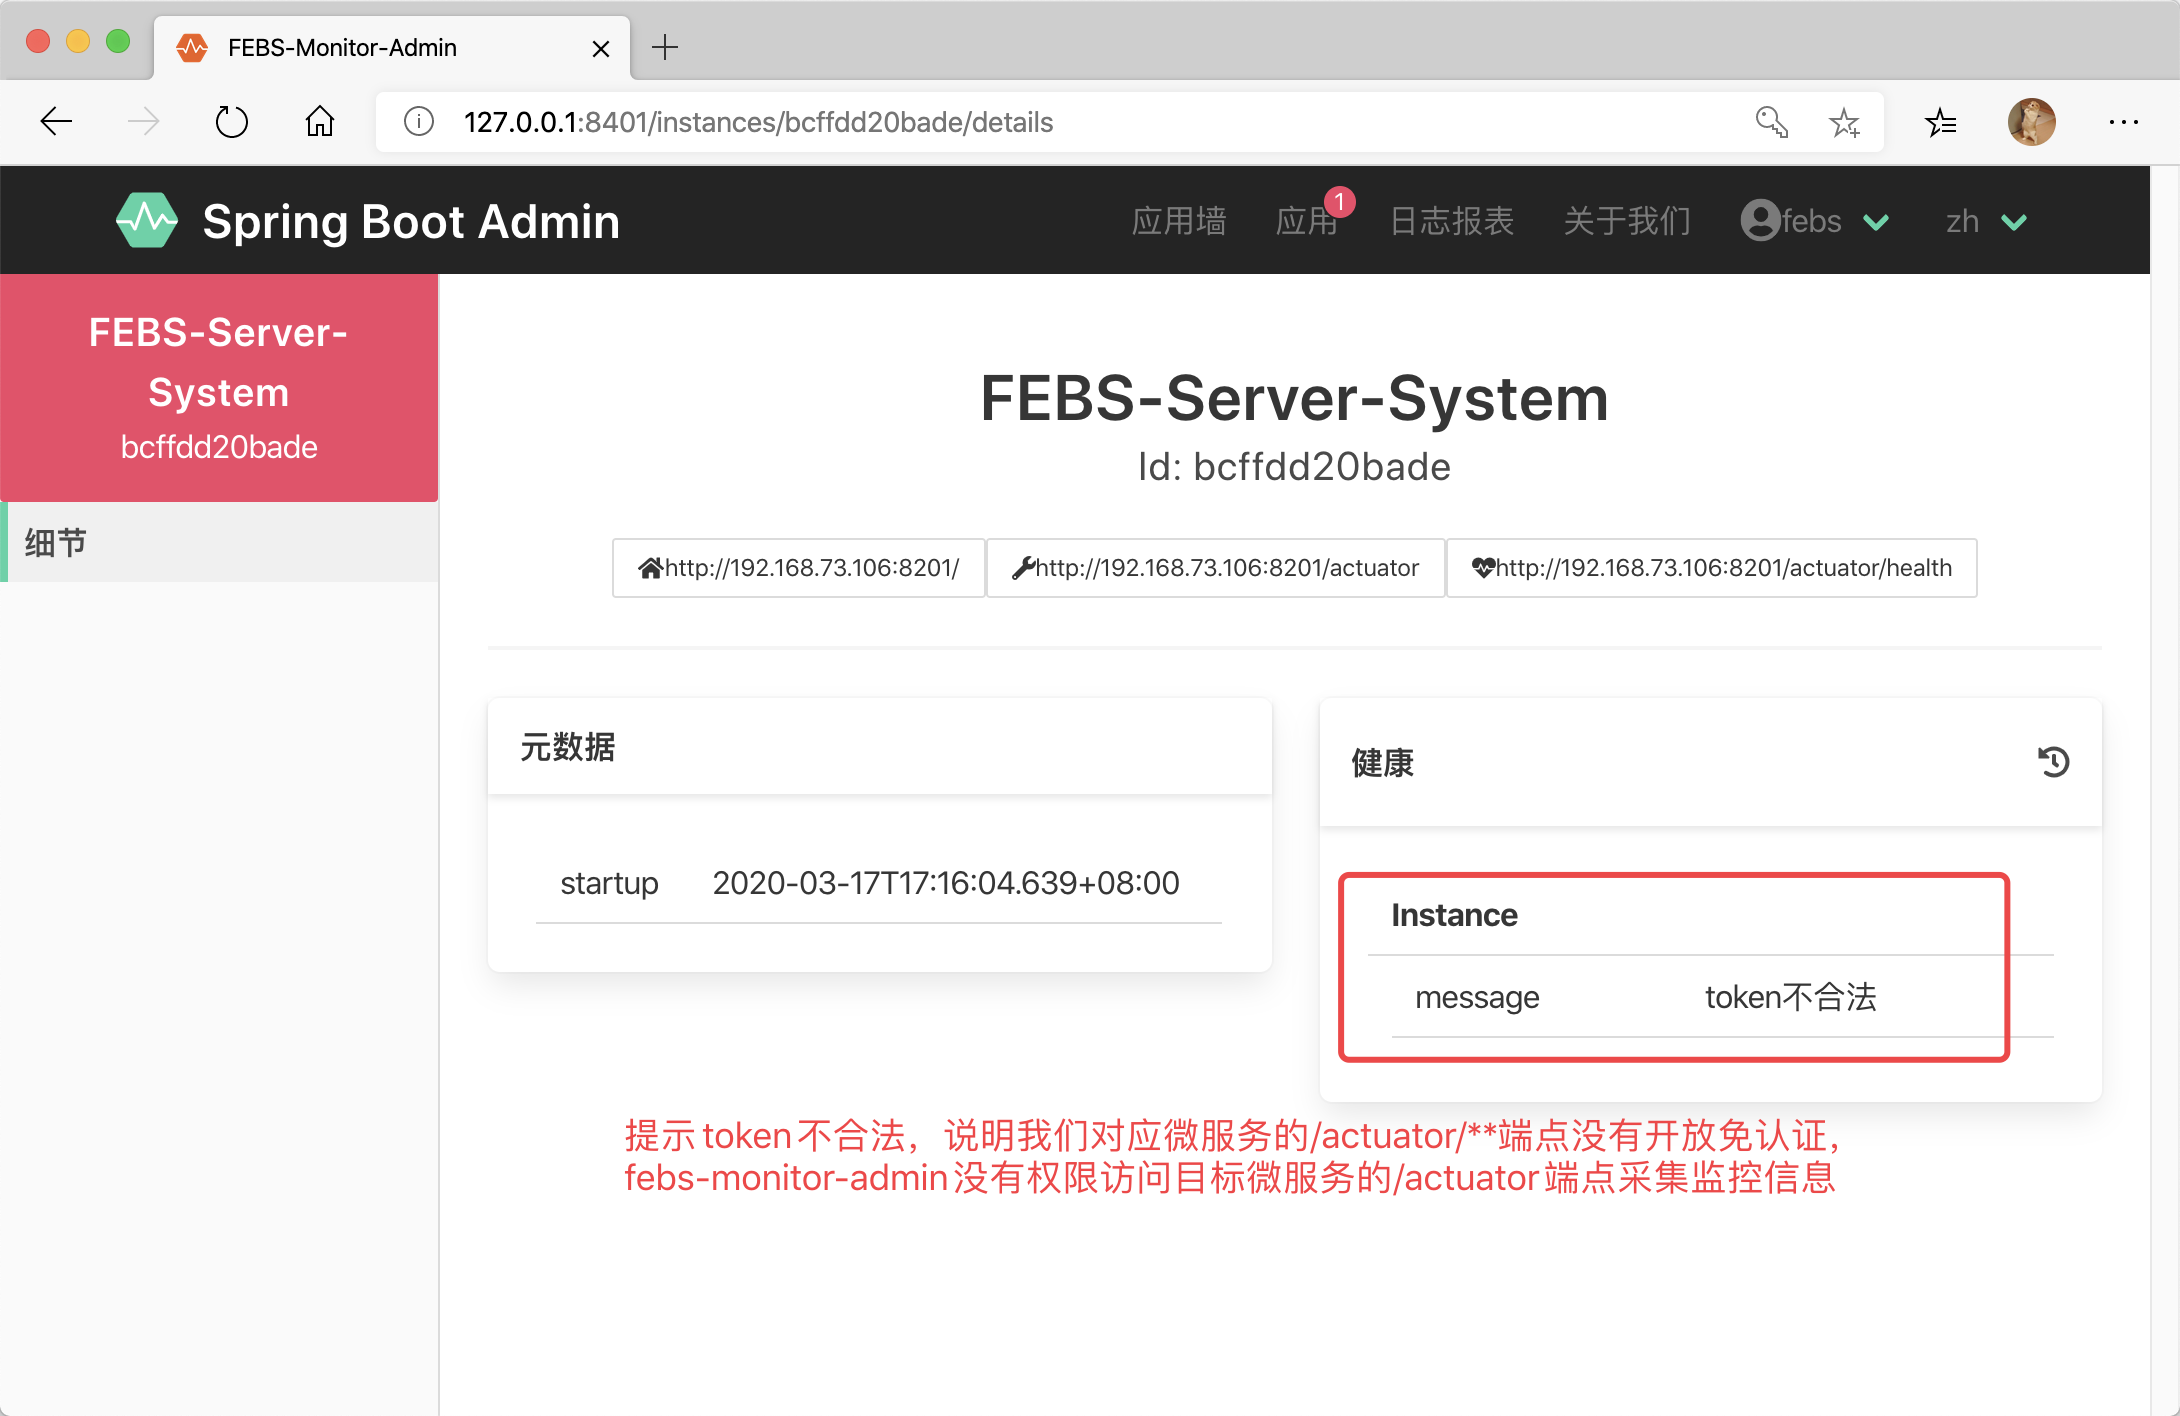 FEBS-Monitor-Admin
127.0.0.1:8401/instances/bcffdd20bade/details
Spring Boot Admin
应用墙
应用
1
日志报表
关于我们
febs
zh
FEBS-Server-
System
bcffdd20bade
细节
FEBS-Server-System
Id: bcffdd20bade
http://192.168.73.106:8201/
http://192.168.73.106:8201/actuator
http://192.168.73.106:8201/actuator/health
元数据
startup 2020-03-17T17:16:04.639+08:00
健康
Instance
message token不合法
提示token不合法，说明我们对应微服务的/actuator/**端点没有开放免认证，
febs-monitor-admin没有权限访问目标微服务的/actuator端点采集监控信息